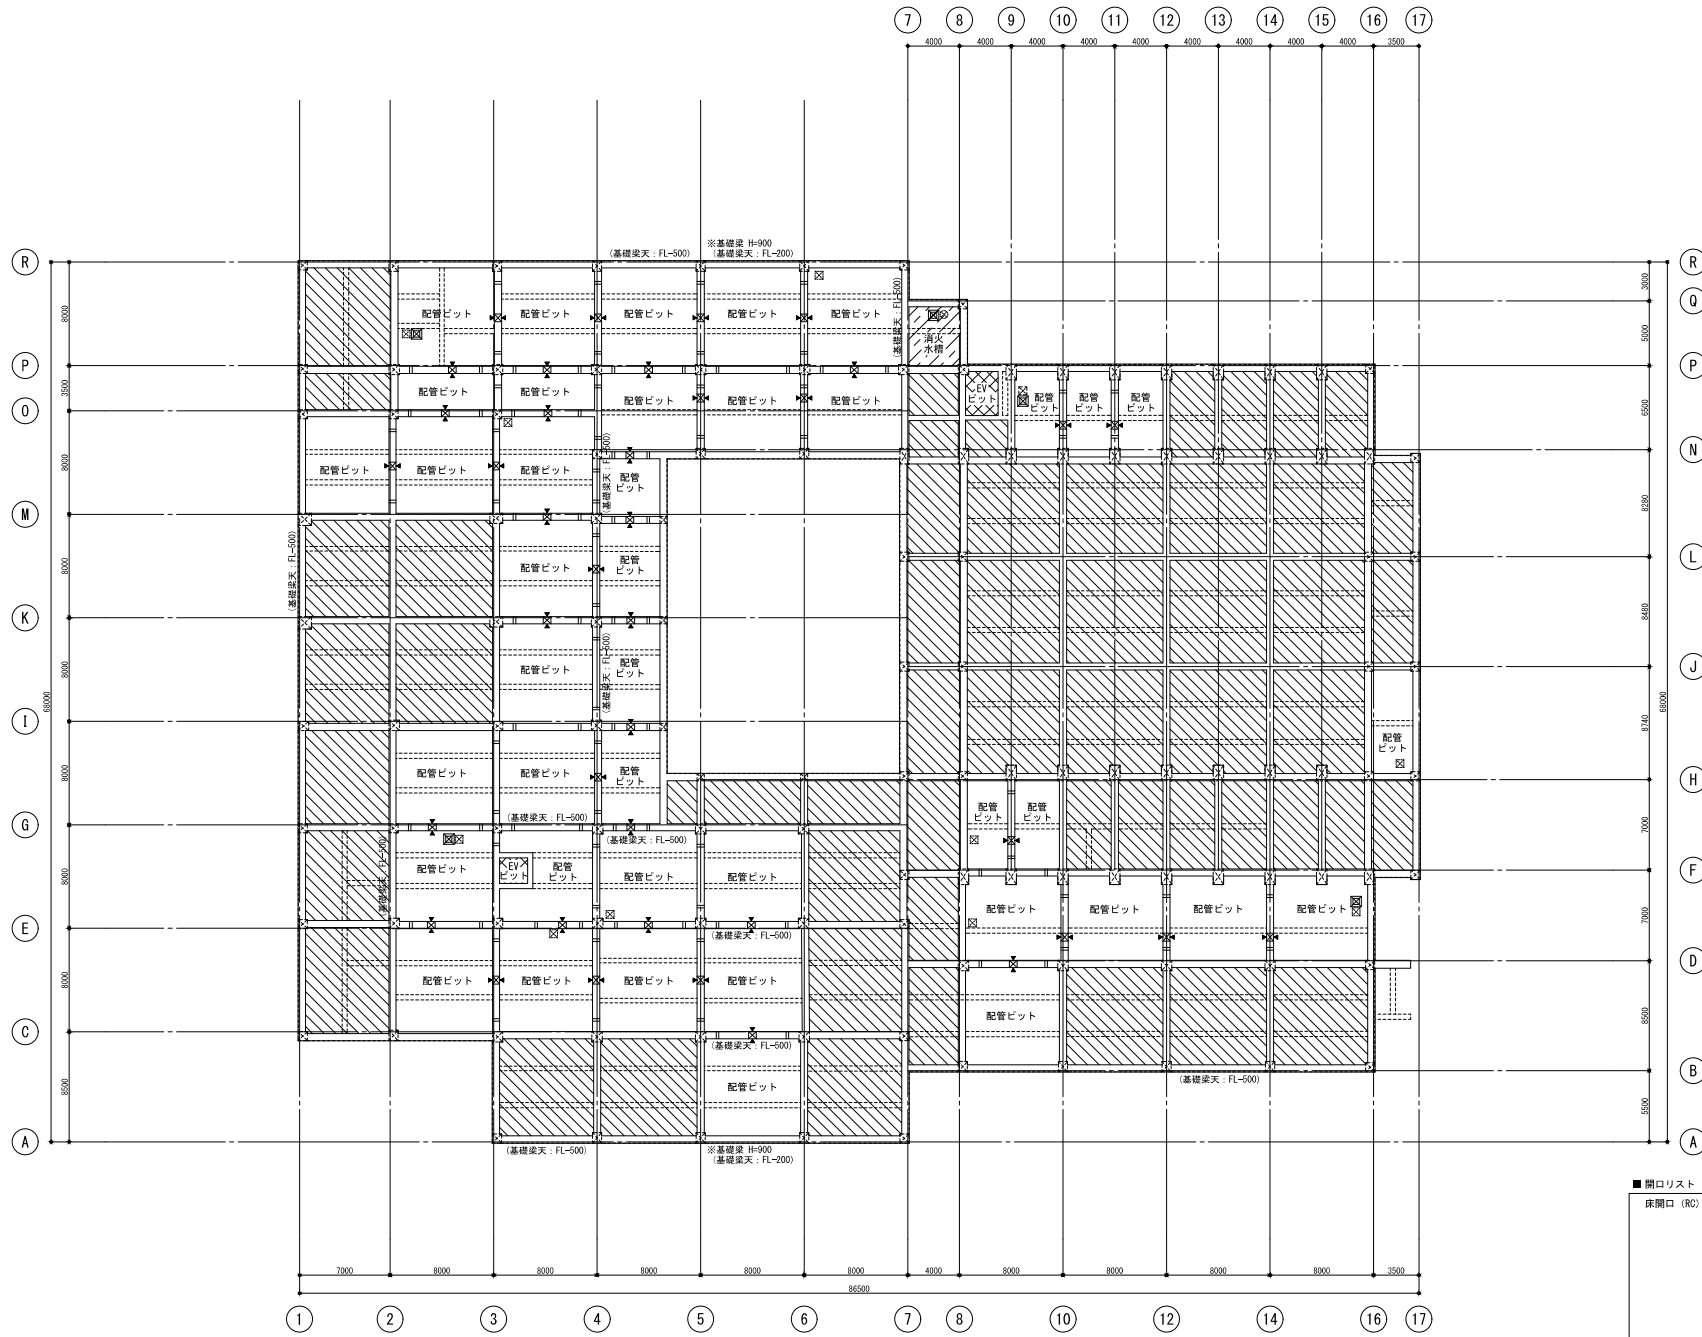 7 8 9 10 11 12 13 14 15 16 17
4000 4000 4000 4000 4000 4000 4000 4000 4000 3500
※基礎梁 H=900
(基礎梁天：FL-500) (基礎梁天：FL-200)
R R
3000
Q
8000 配管ピット 配管ピット 配管ピット 配管ピット 配管ピット (基礎梁天：FL-500) 5000
消火
水槽
P P
3500 配管ピット 配管ピット 配管ピット 配管ピット 配管ピット
EV
ピット
配管
ピット
配管
ピット
配管
ピット
6500
O
N
8000 配管ピット 配管ピット 配管ピット (基礎梁天：FL-500)
配管
ピット
8280
M
(基礎梁天：FL-500) 8000 配管ピット
配管
ピット
L
K
68000 8000 配管ピット (基礎梁天：FL-500)
配管
ピット
8480
J
I
8000 配管ピット 配管ピット
配管
ピット
配管
ピット
8740 68000
H
(基礎梁天：FL-500)
G
(基礎梁天：FL-500)
配管
ピット
配管
ピット
7000
8000 (基礎梁天：FL-500) 配管ピット
EV
ピット
配管
ピット
配管ピット 配管ピット
F
配管ピット 配管ピット 配管ピット 配管ピット 7000
E
(基礎梁天：FL-500)
D
8000 配管ピット 配管ピット 配管ピット 配管ピット
配管ピット 8500
C
(基礎梁天：FL-500)
B
(基礎梁天：FL-500)
8500 配管ピット 5500
A A
(基礎梁天：FL-500) ※基礎梁 H=900
(基礎梁天：FL-200)
■ 開口リスト
床開口 (RC)
7000 8000 8000 8000 8000 8000 4000 8000 8000 8000 8000 3500
86500
1 2 3 4 5 6 7 8 10 12 14 16 17